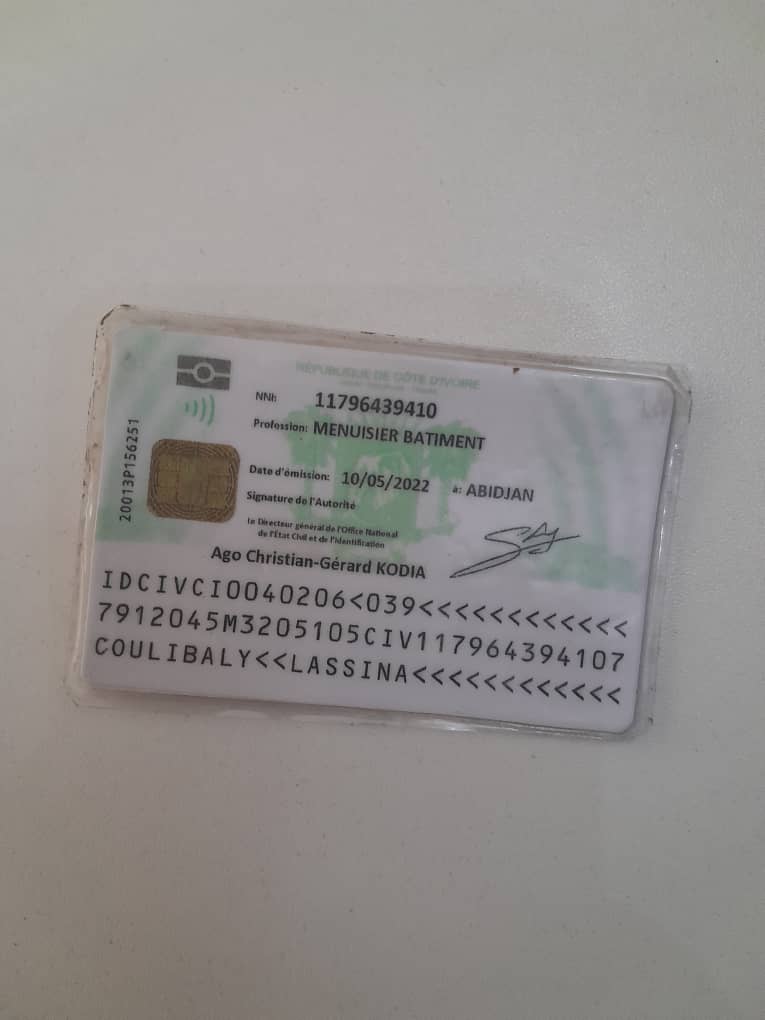 RÉPUBLIQUE DE CÔTE D'IVOIRE
NNI: 11796439410
Profession: MENUISIER BATIMENT
Date d'émission: 10/05/2022 à: ABIDJAN
Signature de l'Autorité
Le Directeur général de l'Office National
de l'État Civil et de l'Identification
Ago Christian-Gérard KODIA
20013P156251
IDCIVCI0040206<039<<<<<<<<<<<<
7912045M3205105CIV117964394107
COULIBALY<<LASSINA<<<<<<<<<<<<